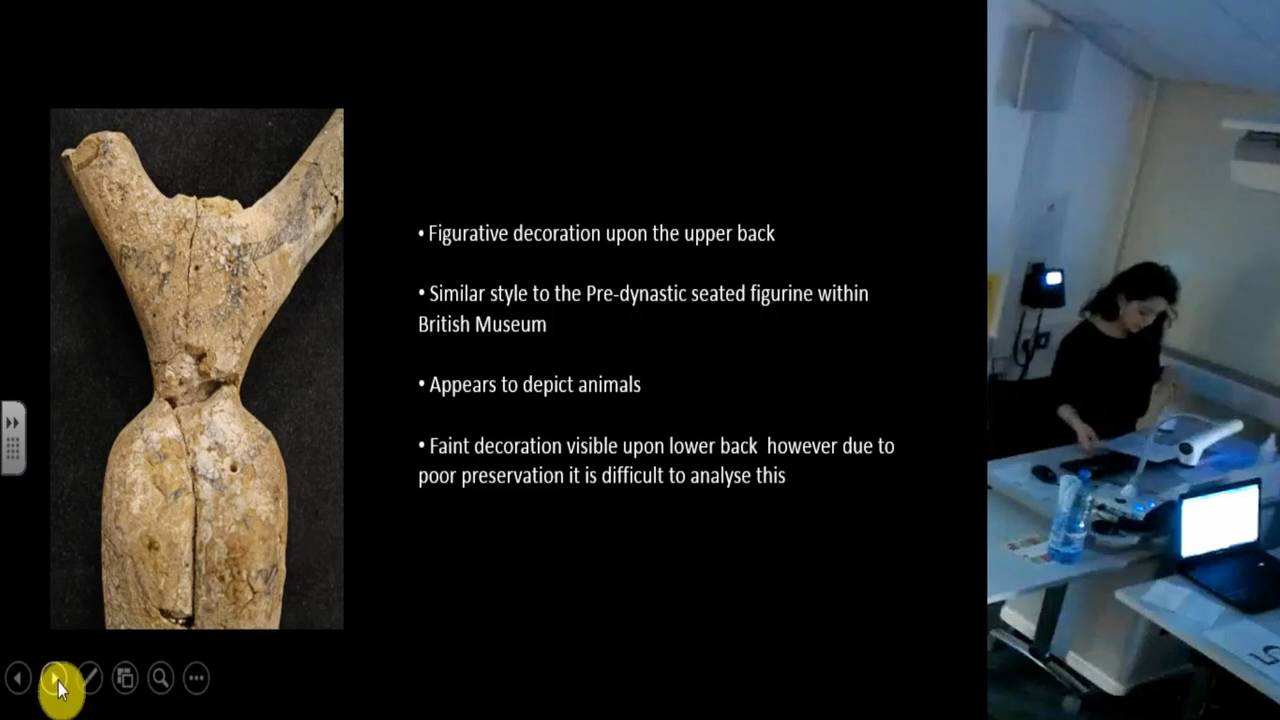 • Figurative decoration upon the upper back
• Similar style to the Pre-dynastic seated figurine within
British Museum
• Appears to depict animals
• Faint decoration visible upon lower back however due to
poor preservation it is difficult to analyse this